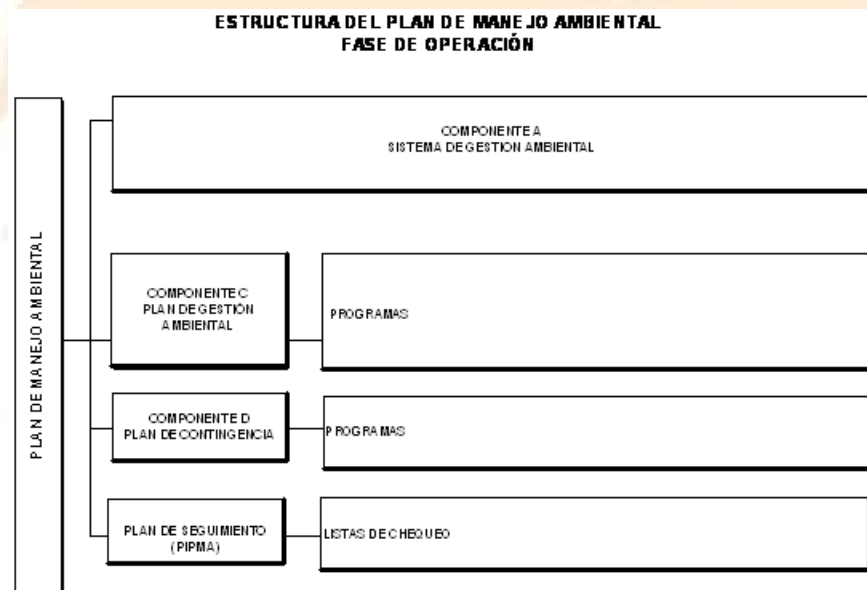 ESTRUCTURA DEL PLAN DE MANEJO AMBIENTAL
FASE DE OPERACIÓN
PLAN DE MANEJO AMBIENTAL
COMPONENTE A
SISTEMA DE GESTION AMBIENTAL
COMPONENTE C
PLAN DE GESTIÓN
AMBIENTAL
PROGRAMAS
COMPONENTE D
PLAN DE CONTINGENCIA
PROGRAMAS
PLAN DE SEGUIMIENTO
(PIPMA)
LISTAS DE CHEQUEO